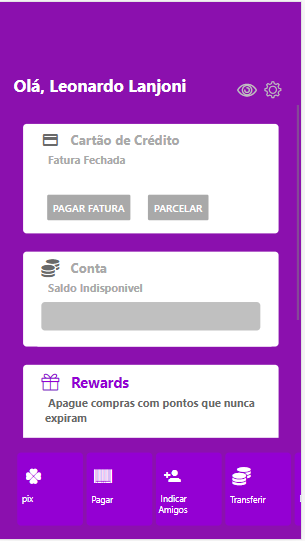 Olá, Leonardo Lanjoni
Cartão de Crédito
Fatura Fechada
PAGAR FATURA
PARCELAR
Conta
Saldo Indisponivel
Rewards
Apague compras com pontos que nunca
expiram
pix
Pagar
Indicar
Amigos
Transferir